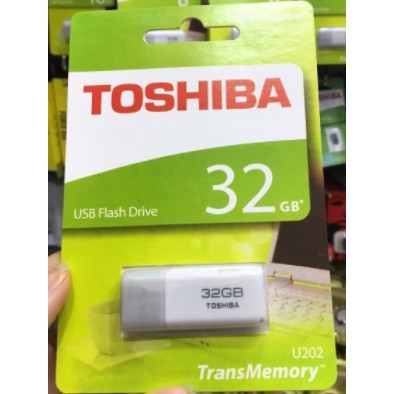 TOSHIBA
USB Flash Drive
32 GB*
32GB
TOSHIBA
U202
TransMemory™